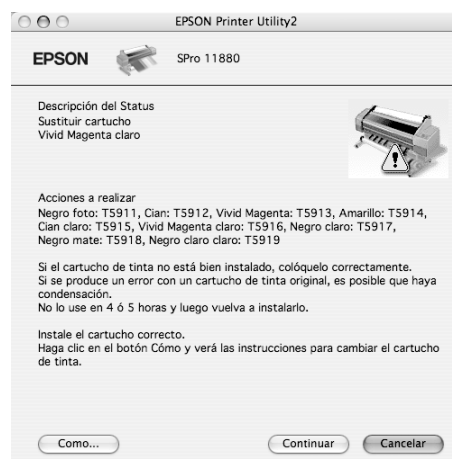 EPSON Printer Utility2
EPSON
SPro 11880
Descripción del Status
Sustituir cartucho
Vivid Magenta claro
Acciones a realizar
Negro foto: T5911, Cian: T5912, Vivid Magenta: T5913, Amarillo: T5914,
Cian claro: T5915, Vivid Magenta claro: T5916, Negro claro: T5917,
Negro mate: T5918, Negro claro claro: T5919
Si el cartucho de tinta no está bien instalado, colóquelo correctamente.
Si se produce un error con un cartucho de tinta original, es posible que haya
condensación.
No lo use en 4 ó 5 horas y luego vuelva a instalarlo.
Instale el cartucho correcto.
Haga clic en el botón Cómo y verá las instrucciones para cambiar el cartucho
de tinta.
Como...
Continuar
Cancelar